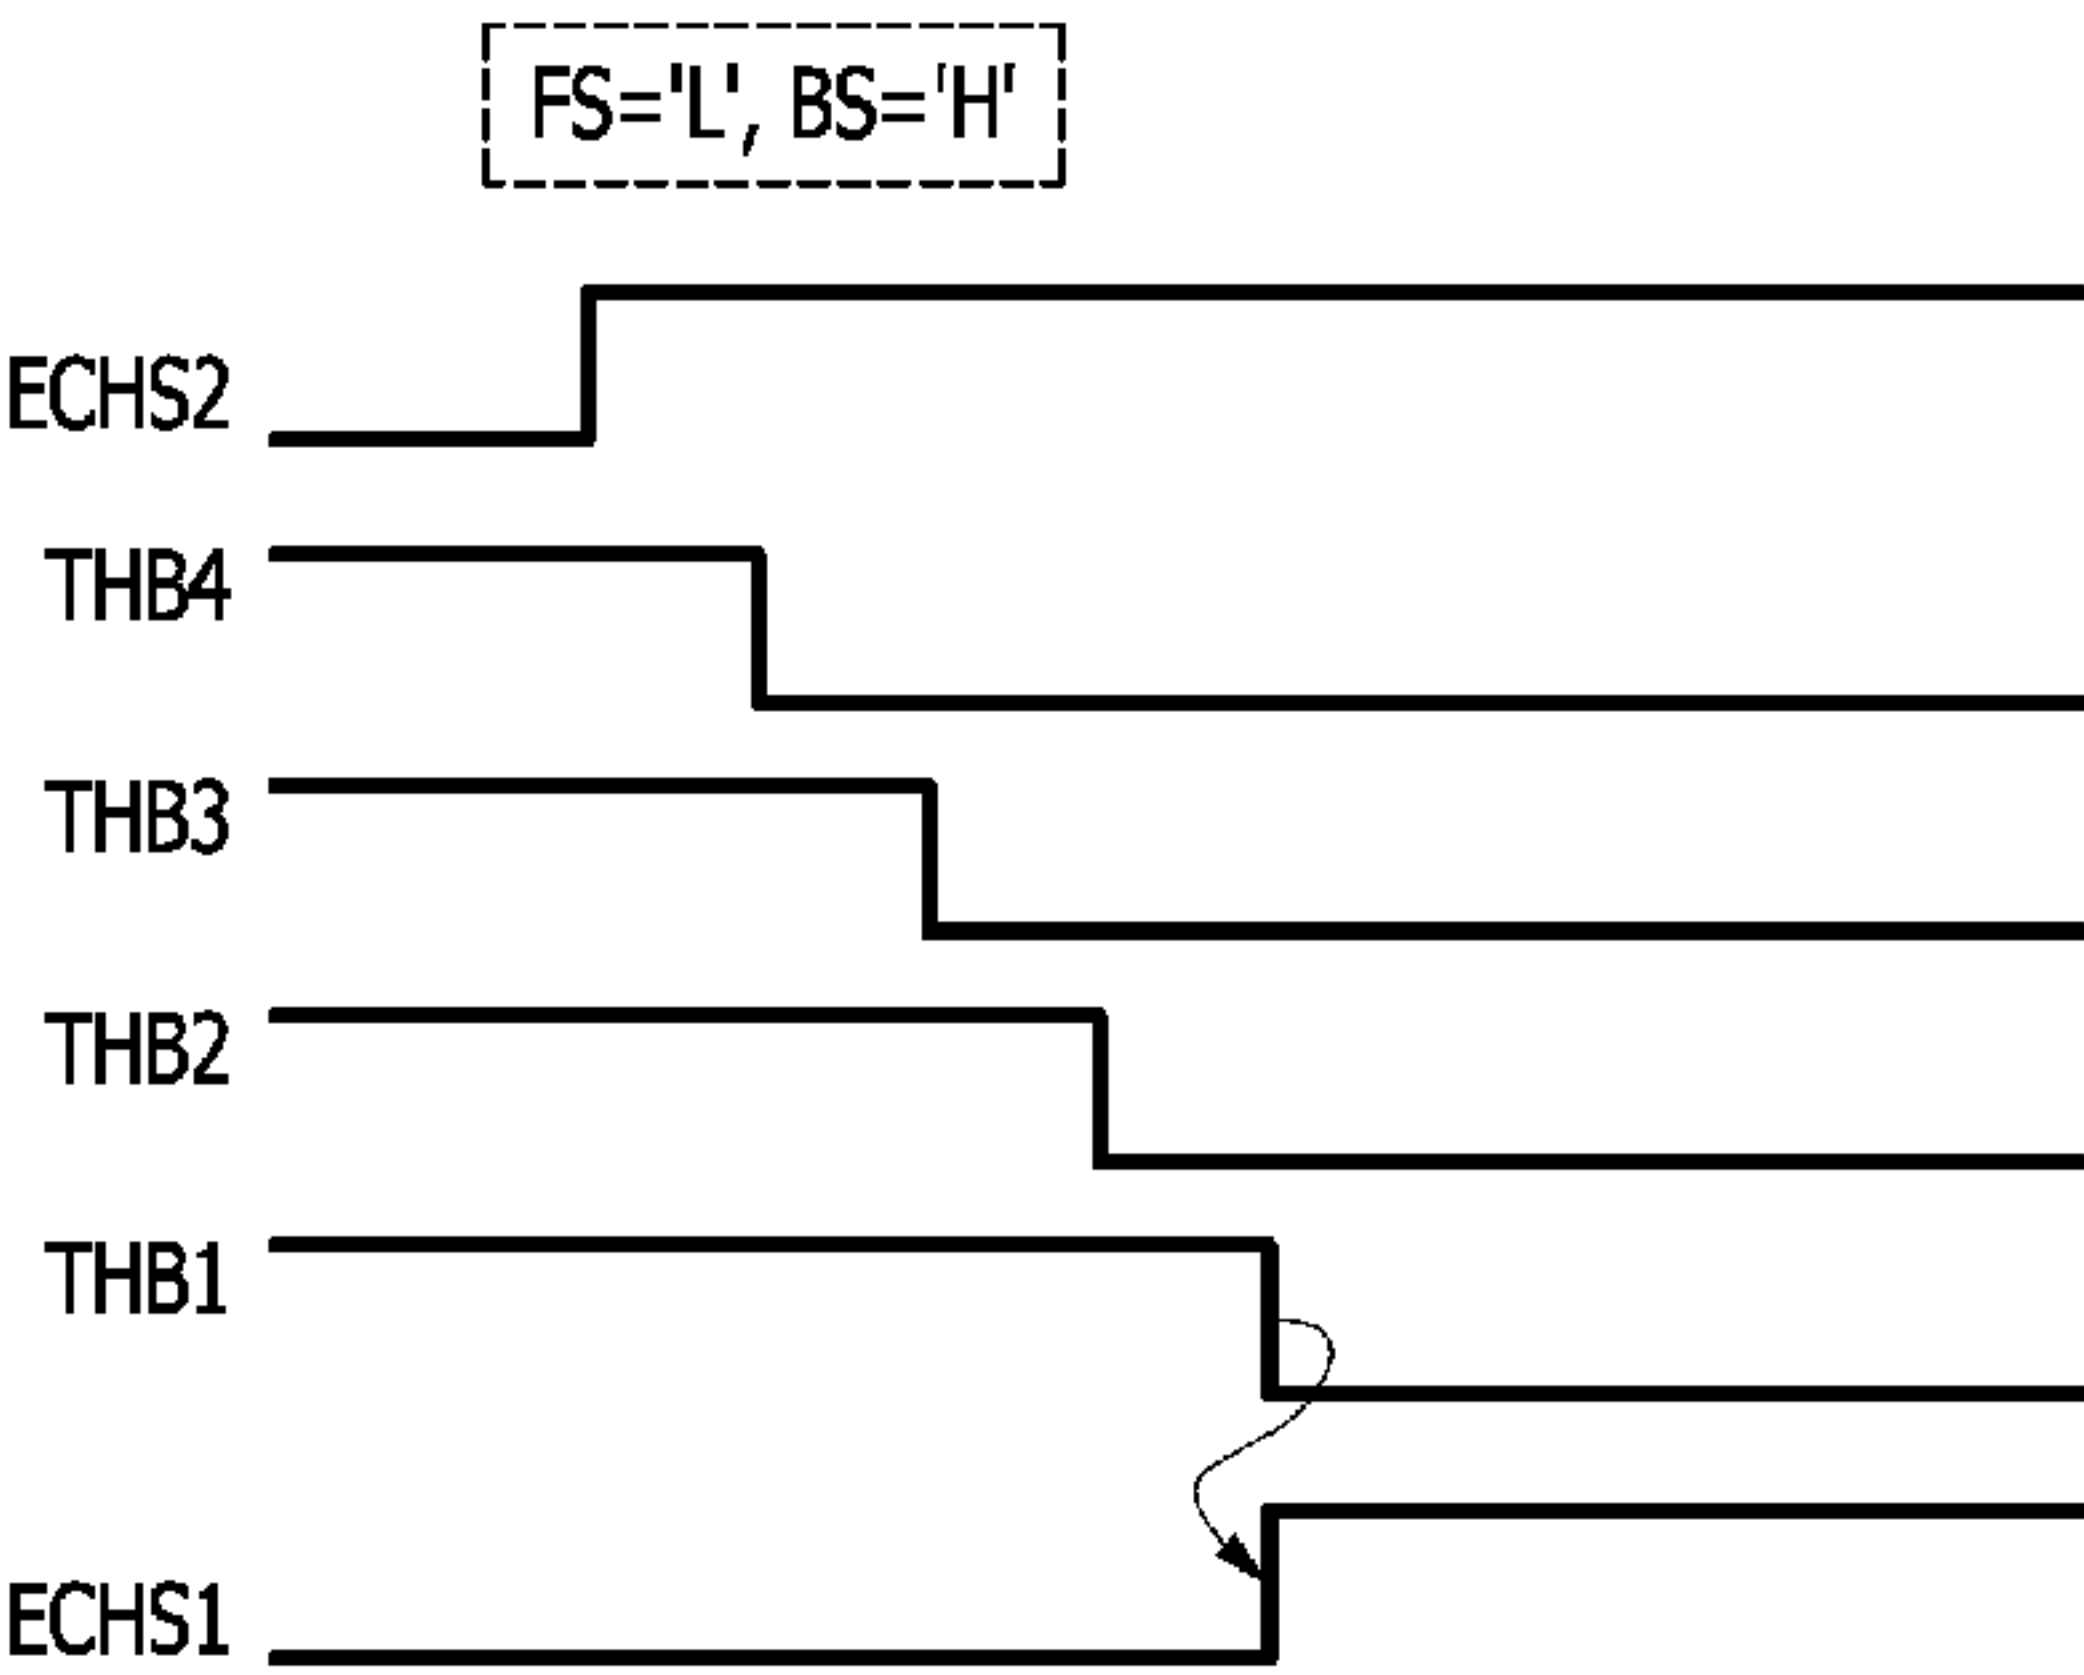 FS='L', BS='H'
ECHS2
THB4
THB3
THB2
THB1
ECHS1